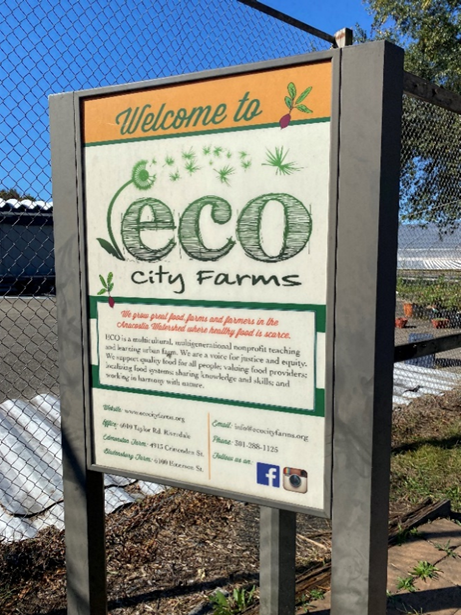 Welcome to
eco
city Farms
We grow great food, farms and farmers in the
Anacostia Watershed where healthy food is scarce.
ECO is a multicultural, multigenerational nonprofit teaching
and learning urban farm. We are a voice for justice and equity.
We support quality food for all people; valuing food providers;
localizing food systems; sharing knowledge and skills; and
working in harmony with nature.
Website: www.ecocityfarms.org
Office: Taylor Rd. Riverdale
Edmonston Farm: 4913 Crittenden St.
Bladensburg Farm: 6100 Emerson St.
Email: info@ecocityfarms.org
Phone: 301-288-1125
Follow us on:
f